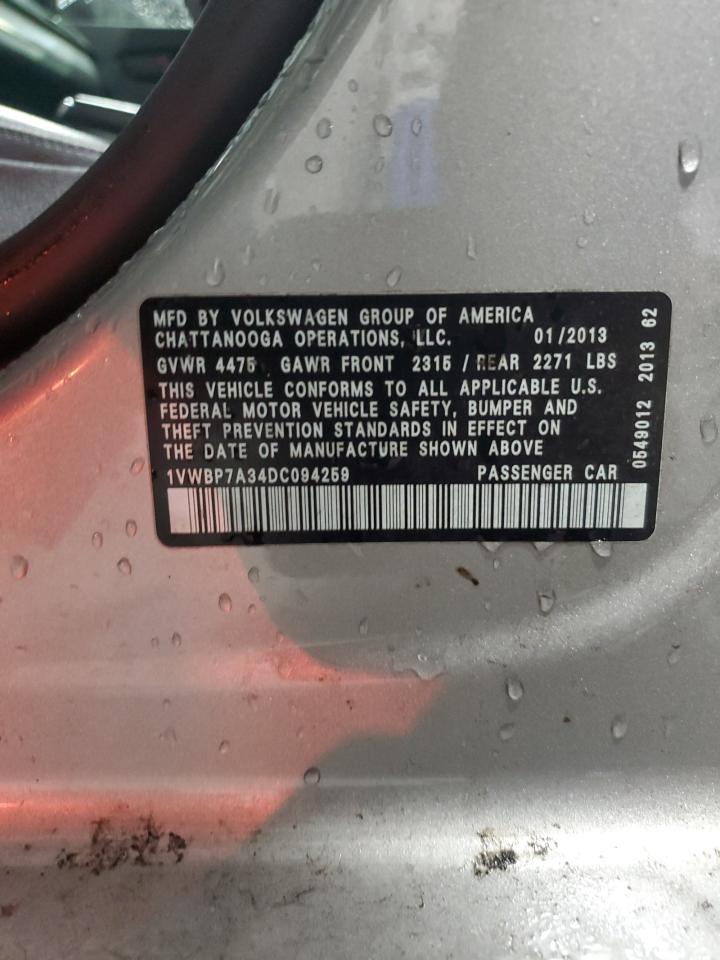 MFD BY VOLKSWAGEN GROUP OF AMERICA
CHATTANOOGA OPERATIONS, LLC. 01/2013
GVWR 4475 GAWR FRONT 2315 / REAR 2271 LBS
THIS VEHICLE CONFORMS TO ALL APPLICABLE U.S.
FEDERAL MOTOR VEHICLE SAFETY, BUMPER AND
THEFT PREVENTION STANDARDS IN EFFECT ON
THE DATE OF MANUFACTURE SHOWN ABOVE
1VWBP7A34DC094259 PASSENGER CAR
0549012 2013 62